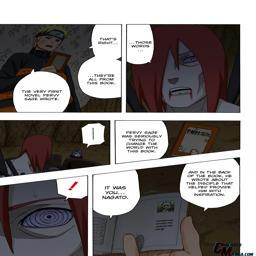 THAT'S
RIGHT...
...THOSE
WORDS
...
...THEY'RE
ALL FROM
THIS BOOK.
THE VERY FIRST
NOVEL PERVY
SAGE WROTE.
PERVY SAGE
WAS SERIOUSLY
TRYING TO
CHANGE THE
WORLD WITH
THIS BOOK.
!
IT WAS
YOU...
NAGATO.
AND IN THE BACK
OF THE BOOK, HE
WROTE ABOUT
THE DISCIPLE
THAT HELPED
PROVIDE HIM
WITH
INSPIRATION.